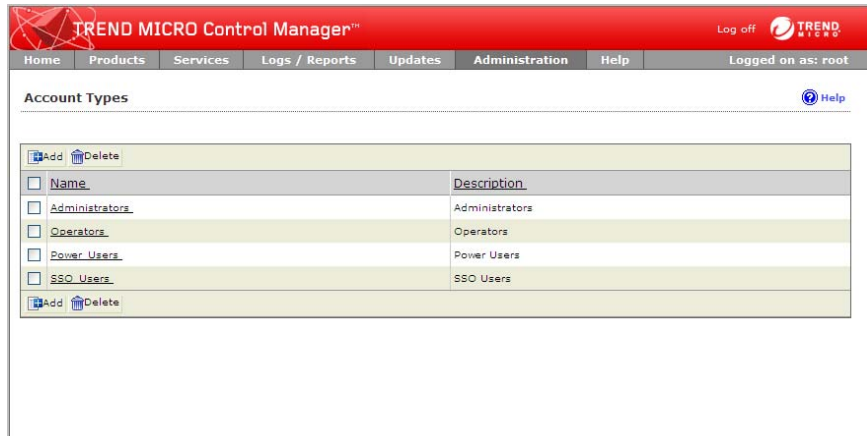 TREND MICRO Control Manager™
Log off
TREND MICRO
Home Products Services Logs / Reports Updates Administration Help Logged on as: root
Account Types
Help
Add Delete
Name Description
Administrators Administrators
Operators Operators
Power Users Power Users
SSO Users SSO Users
Add Delete